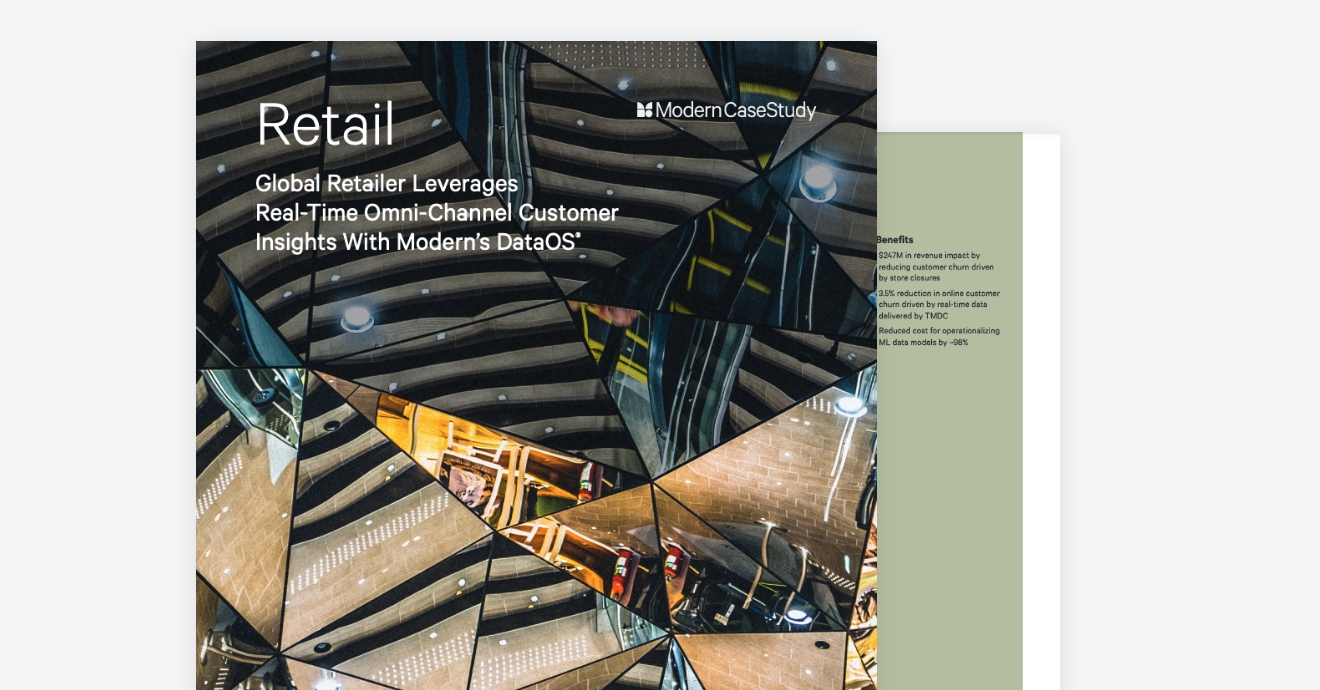 Retail
ModernCaseStudy
Global Retailer Leverages
Real-Time Omni-Channel Customer
Insights With Modern's DataOS®
Benefits
$247M in revenue impact by
reducing customer churn driven
by store closures
3.5% reduction in online customer
churn driven by real-time data
delivered by TMDC
Reduced cost for operationalizing
ML data models by ~98%